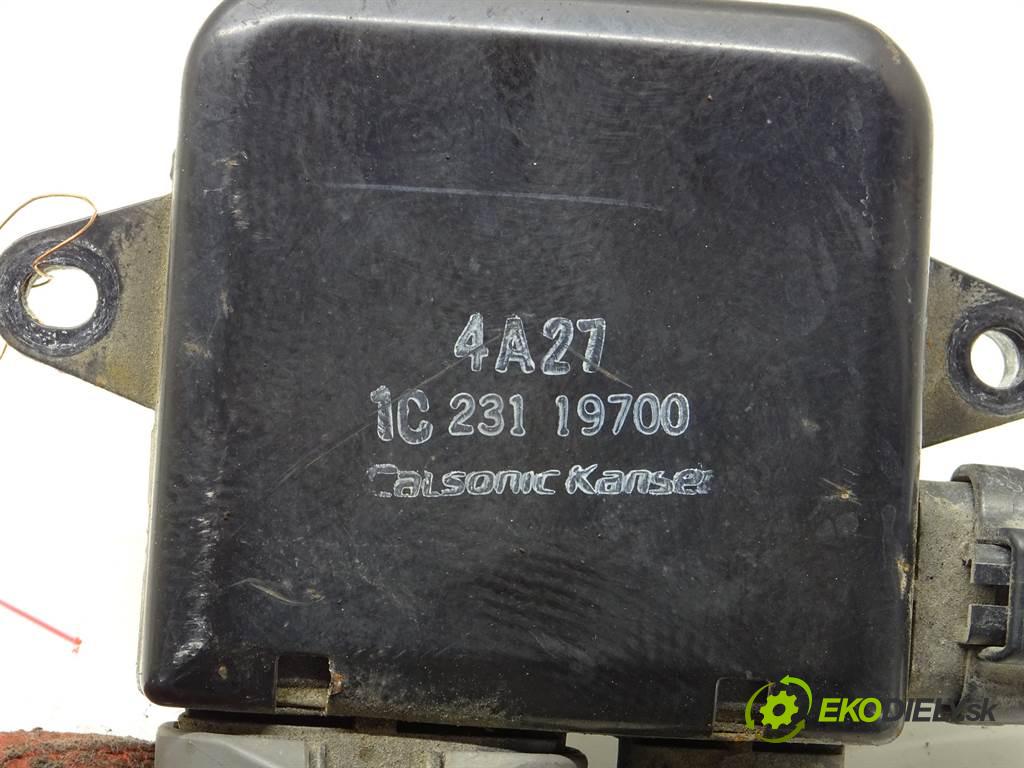 4A27
1C 231 19700
Calsonic Kansei
EKODIELY.sk